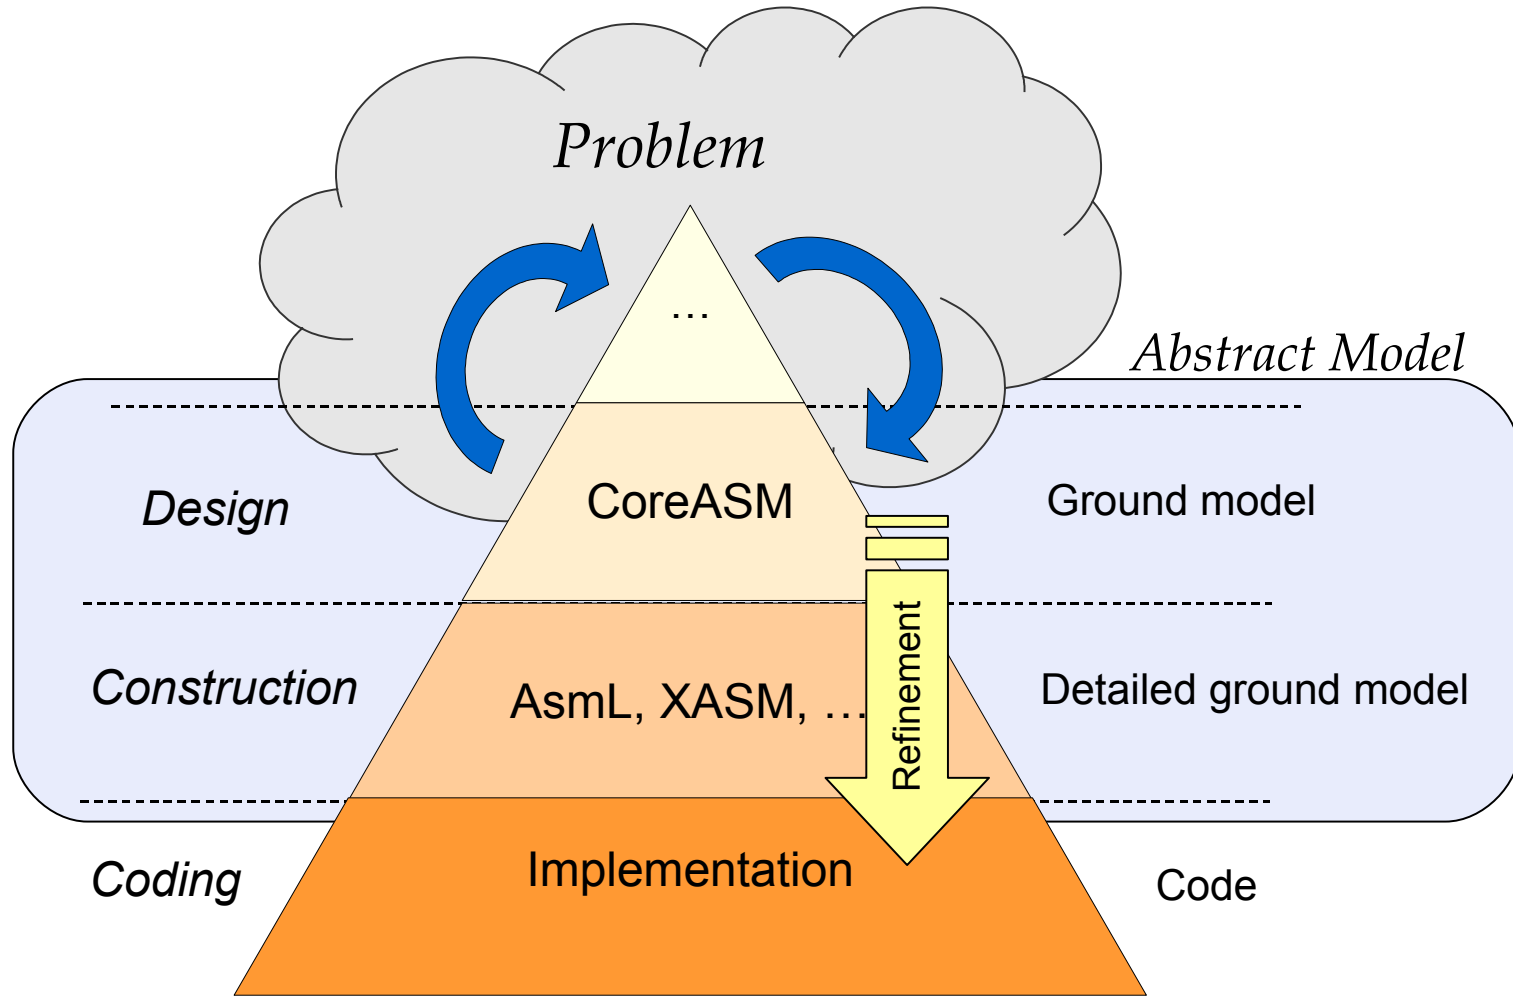 Problem
…
Abstract Model
Design
CoreASM
Ground model
Construction
AsmL, XASM, …
Refinement
Detailed ground model
Coding
Implementation
Code